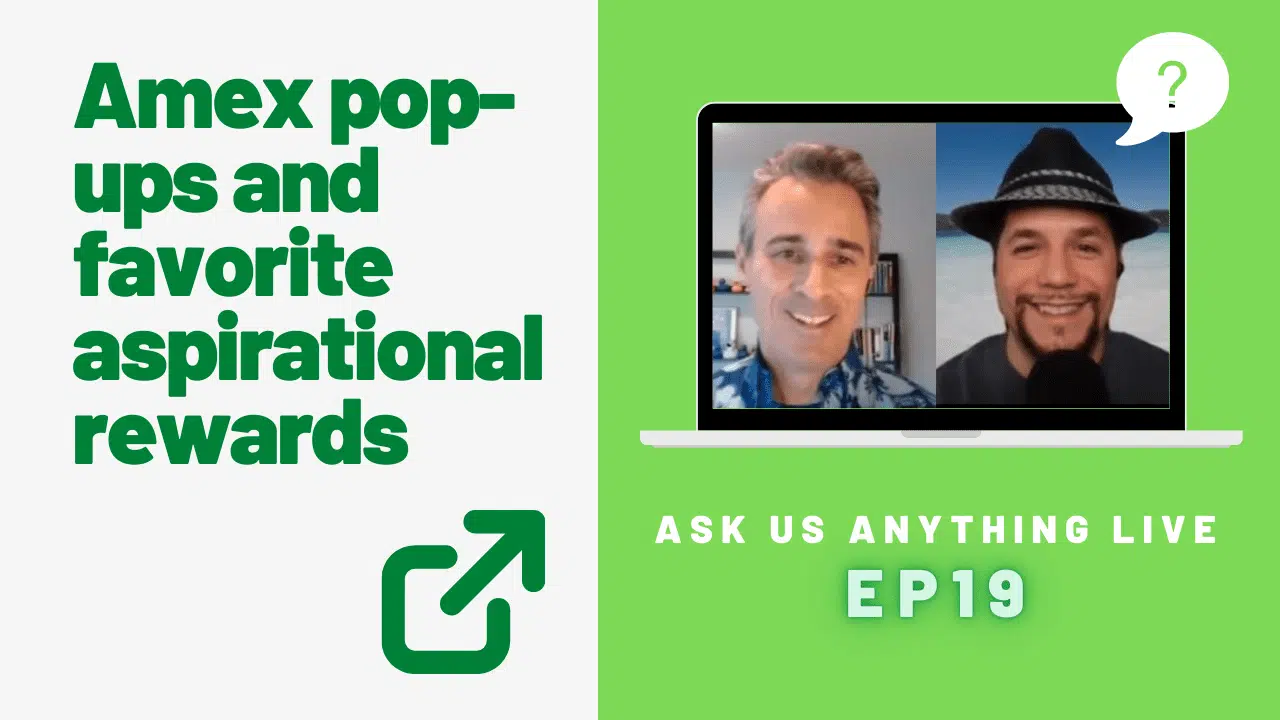 Amex pop-
ups and
favorite
aspirational
rewards
?
ASK US ANYTHING LIVE
EP19